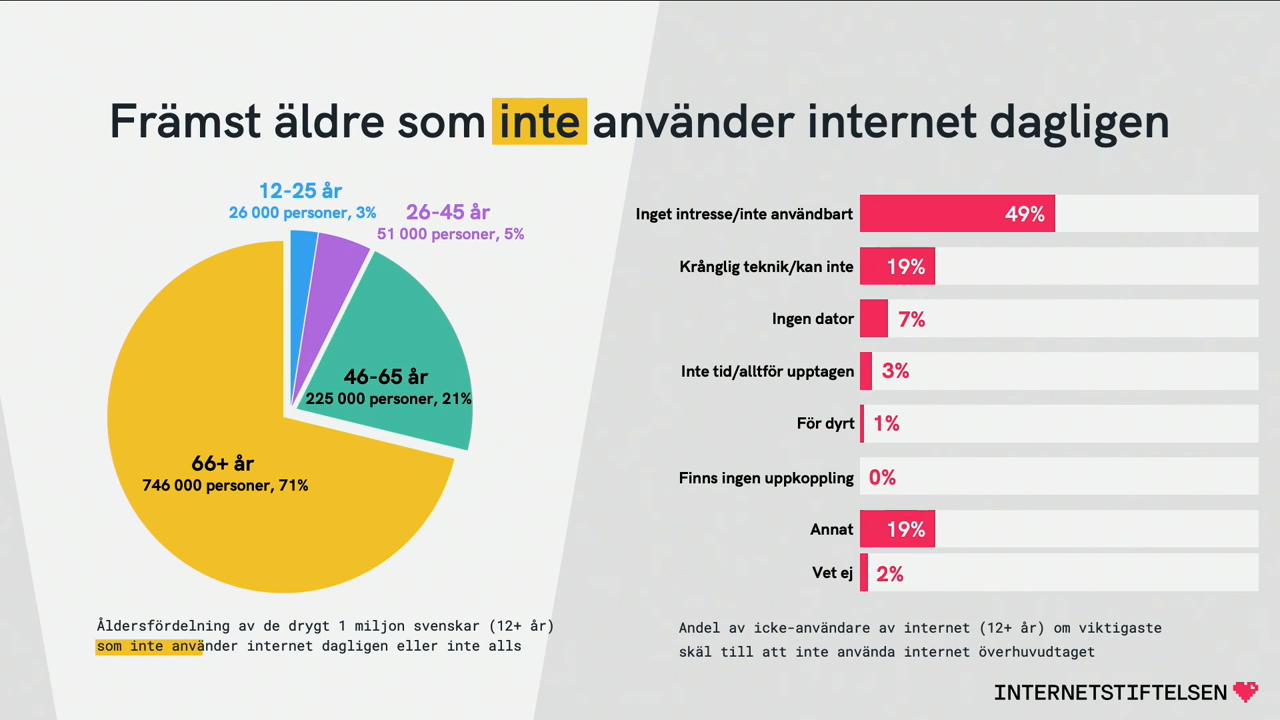 Främst äldre som inte använder internet dagligen
12-25 år
26 000 personer, 3%
26-45 år
51 000 personer, 5%
46-65 år
225 000 personer, 21%
66+ år
746 000 personer, 71%
Åldersfördelning av de drygt 1 miljon svenskar (12+ år)
som inte använder internet dagligen eller inte alls
Inget intresse/inte användbart 49%
Krånglig teknik/kan inte 19%
Ingen dator 7%
Inte tid/alltför upptagen 3%
För dyrt 1%
Finns ingen uppkoppling 0%
Annat 19%
Vet ej 2%
Andel av icke-användare av internet (12+ år) om viktigaste
skäl till att inte använda internet överhuvudtaget
INTERNETSTIFTELSEN